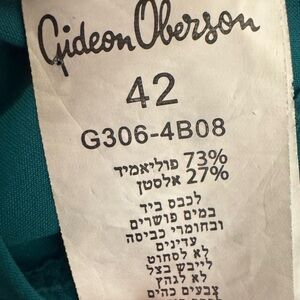 Gideon Oberson
42
G306-4B08
73% פוליאמיד
27% אלסטן
לכבס ביד
במים פושרים
ובחומרי כביסה
עדינים
לא לסחוט
לייבש בצל
לא לגהץ
צבעים כהים